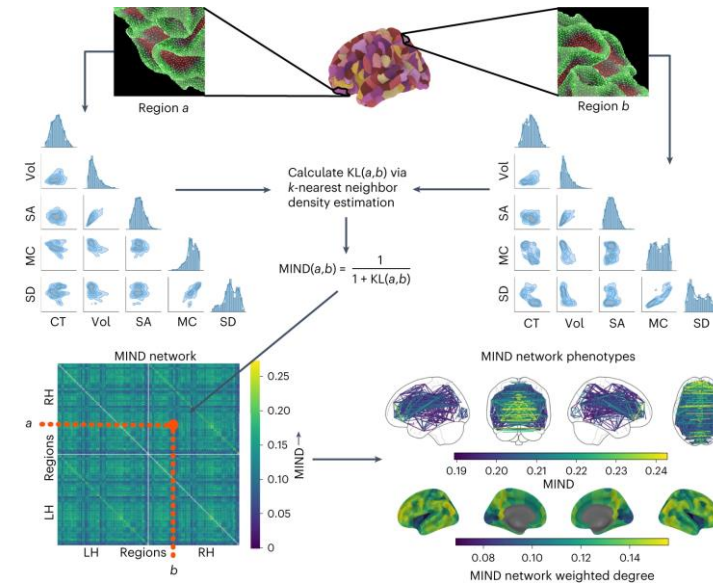 Region a
Region b
Vol
SA
MC
SD
CT Vol SA MC SD
Calculate KL(a,b) via
k-nearest neighbor
density estimation
MIND(a,b) = 1
1 + KL(a,b)
Vol
SA
MC
SD
CT Vol SA MC SD
MIND network
RH
a
Regions
LH
LH Regions RH
b
0.25
0.20
0.15
0.10
0.05
0
MIND
MIND network phenotypes
0.19 0.20 0.21 0.22 0.23 0.24
MIND
0.08 0.10 0.12 0.14
MIND network weighted degree